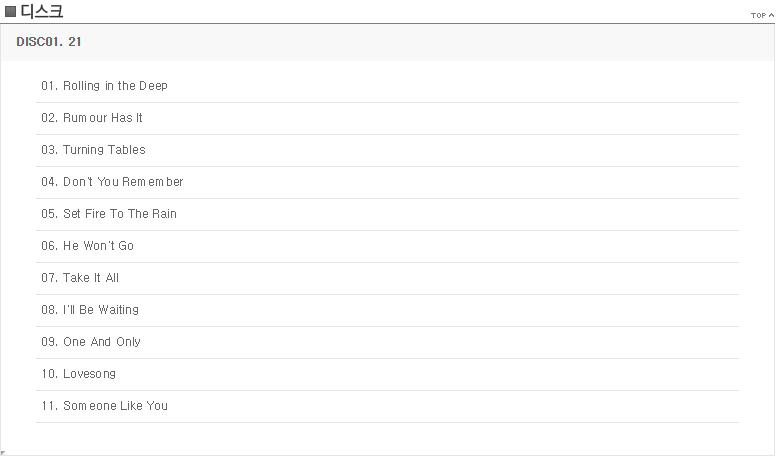 디스크
TOP
DISC01. 21
01. Rolling in the Deep
02. Rumour Has It
03. Turning Tables
04. Don't You Remember
05. Set Fire To The Rain
06. He Won't Go
07. Take It All
08. I'll Be Waiting
09. One And Only
10. Lovesong
11. Someone Like You